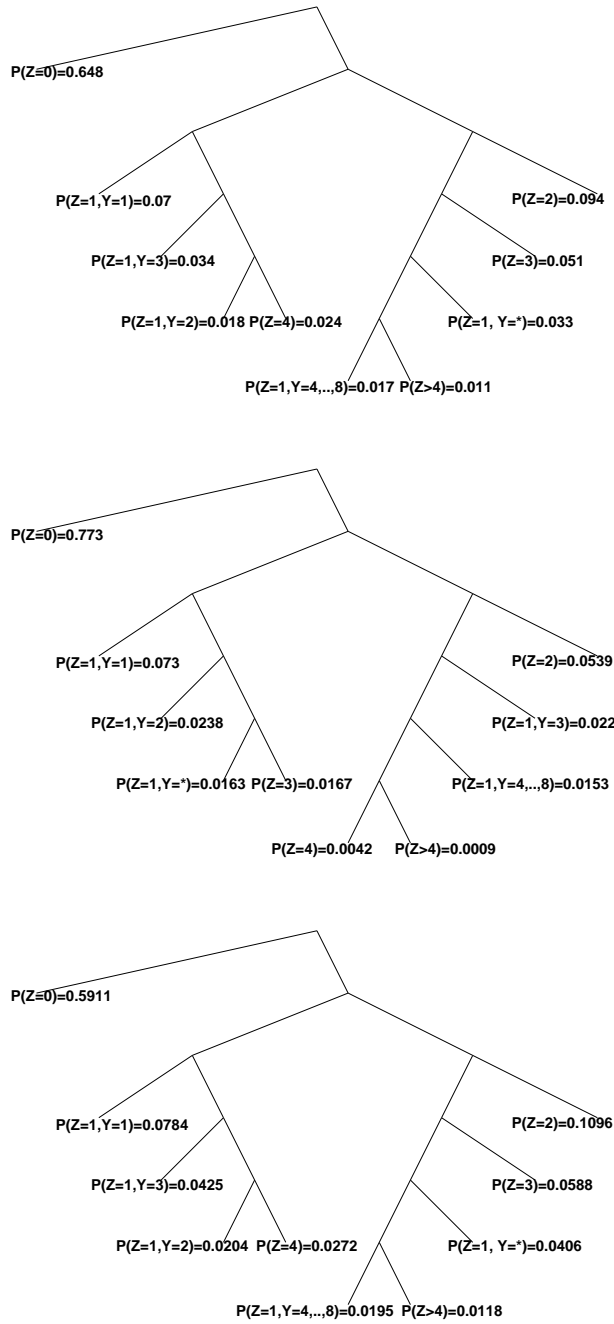 P(Z=0)=0.648
P(Z=1,Y=1)=0.07 P(Z=2)=0.094
P(Z=1,Y=3)=0.034 P(Z=3)=0.051
P(Z=1,Y=2)=0.018 P(Z=4)=0.024 P(Z=1, Y=*)=0.033
P(Z=1,Y=4,..,8)=0.017 P(Z>4)=0.011
P(Z=0)=0.773
P(Z=1,Y=1)=0.073 P(Z=2)=0.0539
P(Z=1,Y=2)=0.0238 P(Z=1,Y=3)=0.022
P(Z=1,Y=*)=0.0163 P(Z=3)=0.0167 P(Z=1,Y=4,..,8)=0.0153
P(Z=4)=0.0042 P(Z>4)=0.0009
P(Z=0)=0.5911
P(Z=1,Y=1)=0.0784 P(Z=2)=0.1096
P(Z=1,Y=3)=0.0425 P(Z=3)=0.0588
P(Z=1,Y=2)=0.0204 P(Z=4)=0.0272 P(Z=1, Y=*)=0.0406
P(Z=1,Y=4,..,8)=0.0195 P(Z>4)=0.0118